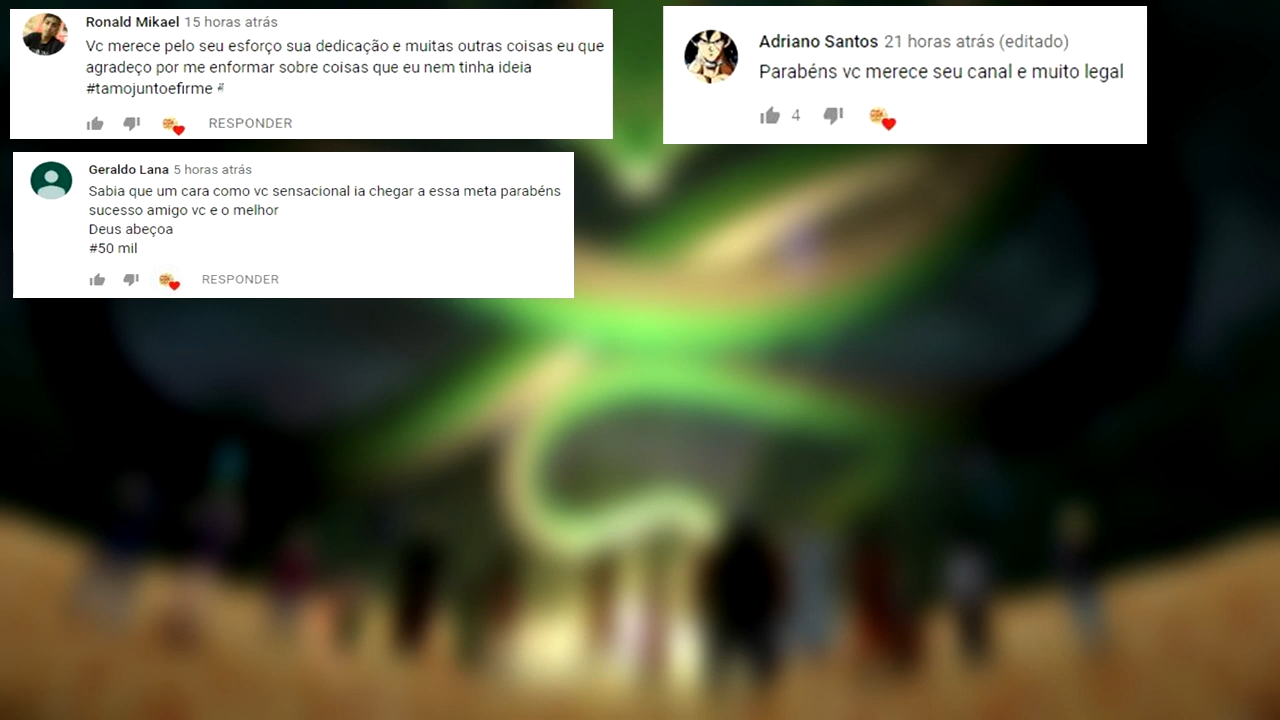 Ronald Mikael 15 horas atrás
Vc merece pelo seu esforço sua dedicação e muitas outras coisas eu que
agradeço por me enformar sobre coisas que eu nem tinha ideia
#tamojuntoefirme ✌
RESPONDER
Adriano Santos 21 horas atrás (editado)
Parabéns vc merece seu canal e muito legal
4
Geraldo Lana 5 horas atrás
Sabia que um cara como vc sensacional ia chegar a essa meta parabéns
sucesso amigo vc e o melhor
Deus abeçoa
#50 mil
RESPONDER